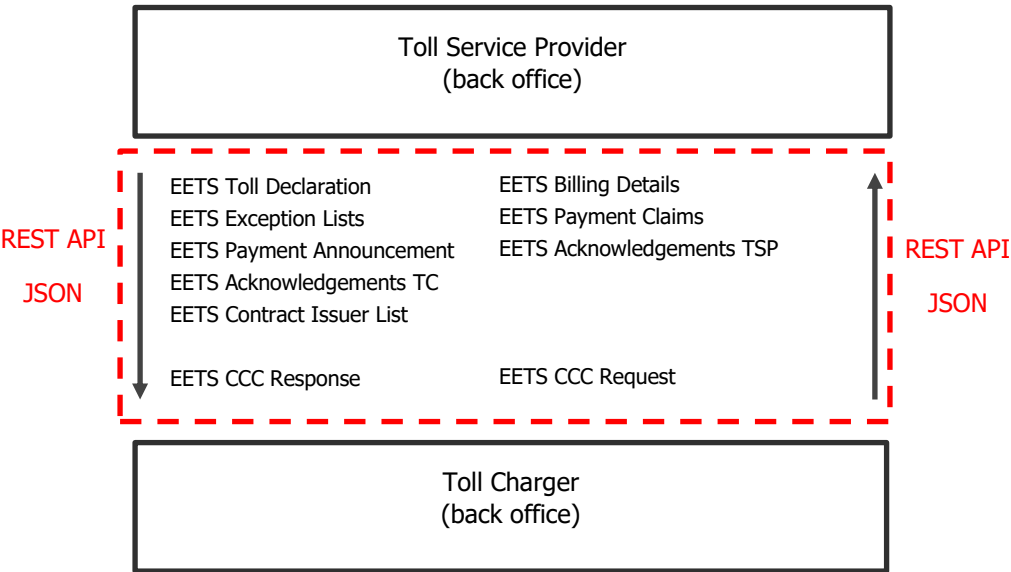 Toll Service Provider
(back office)
REST API
JSON
EETS Toll Declaration
EETS Exception Lists
EETS Payment Announcement
EETS Acknowledgements TC
EETS Contract Issuer List
EETS CCC Response
EETS Billing Details
EETS Payment Claims
EETS Acknowledgements TSP
EETS CCC Request
REST API
JSON
Toll Charger
(back office)